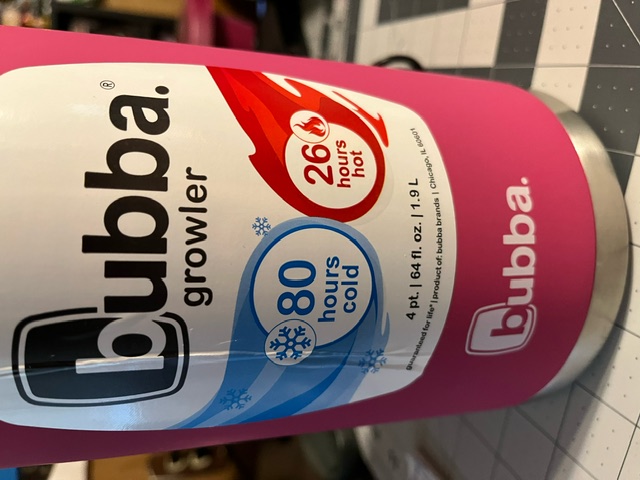 bubba.®
growler
80
hours
cold
26
hours
hot
4 pt. | 64 fl. oz. | 1.9 L
guaranteed for life* | product of: bubba brands | Chicago, IL 60601
bubba.